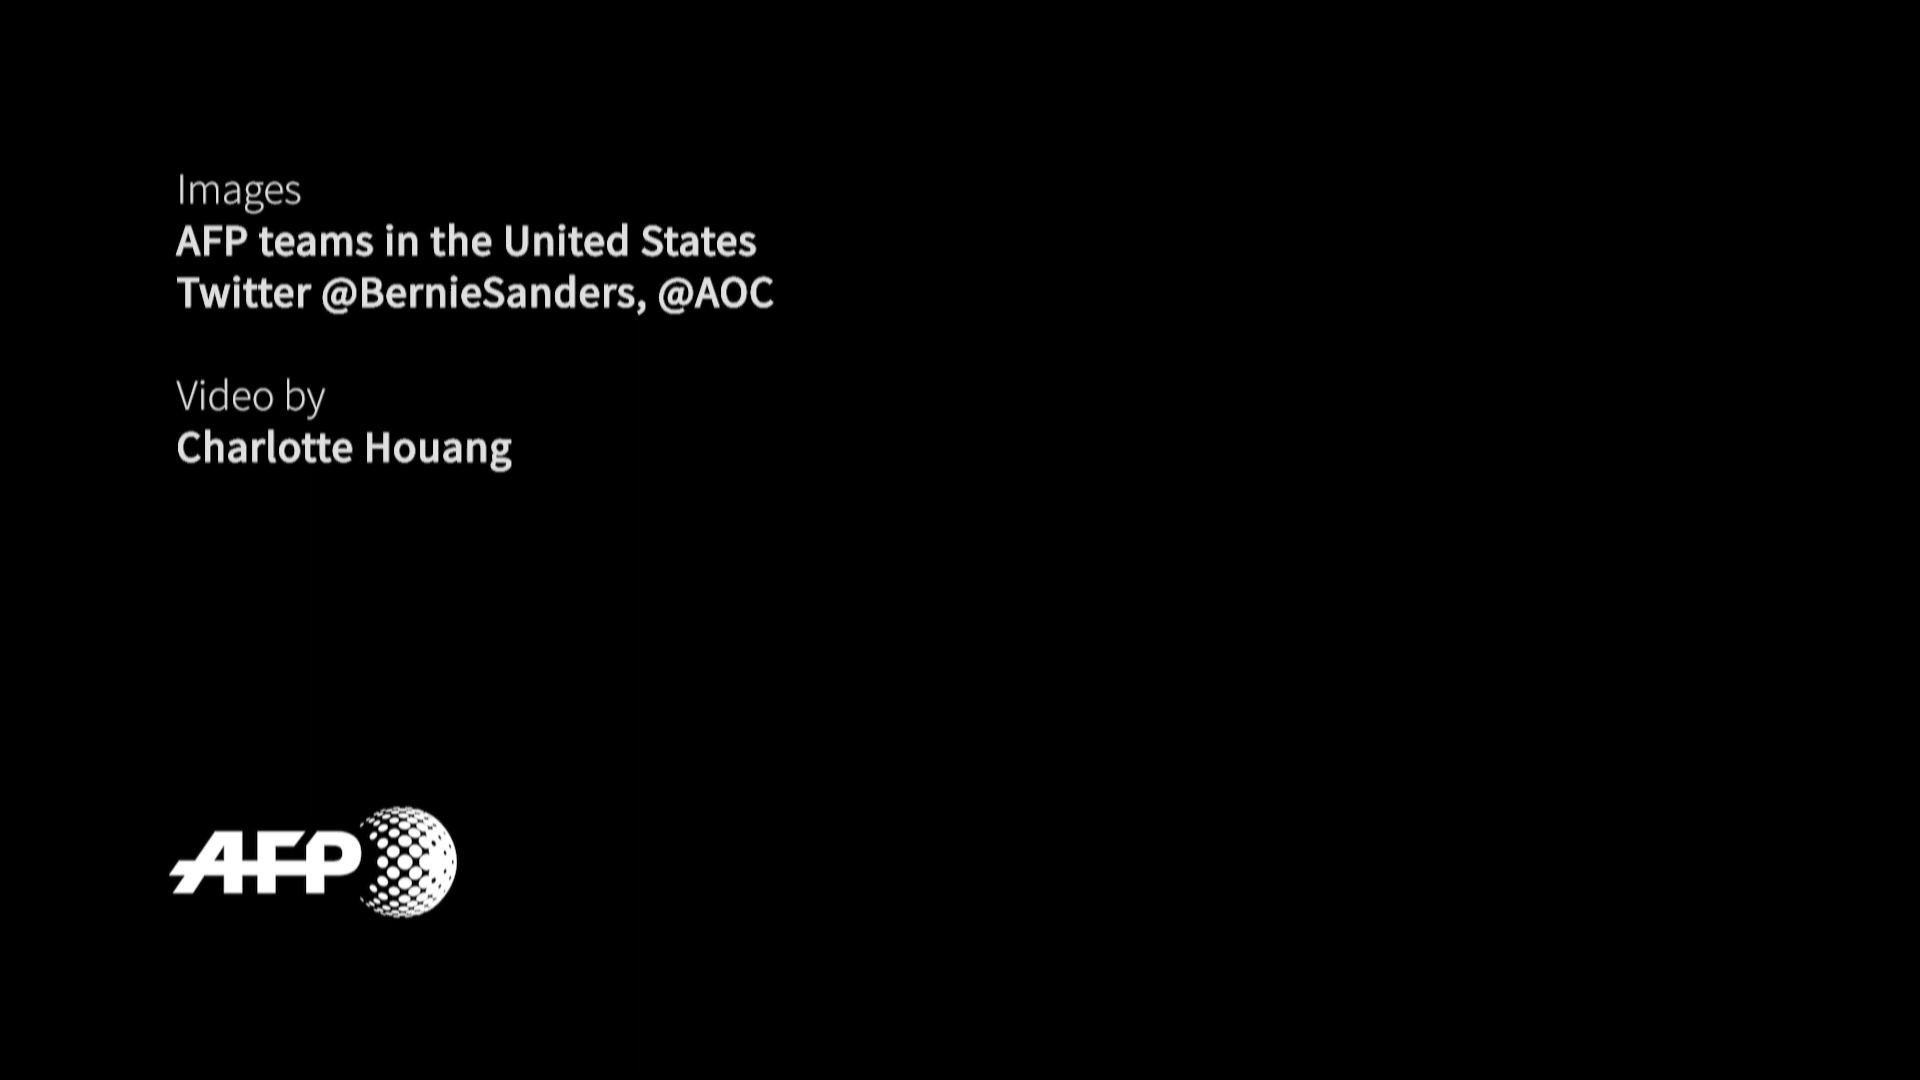 Images
AFP teams in the United States
Twitter @BernieSanders, @AOC
Video by
Charlotte Houang
AFP